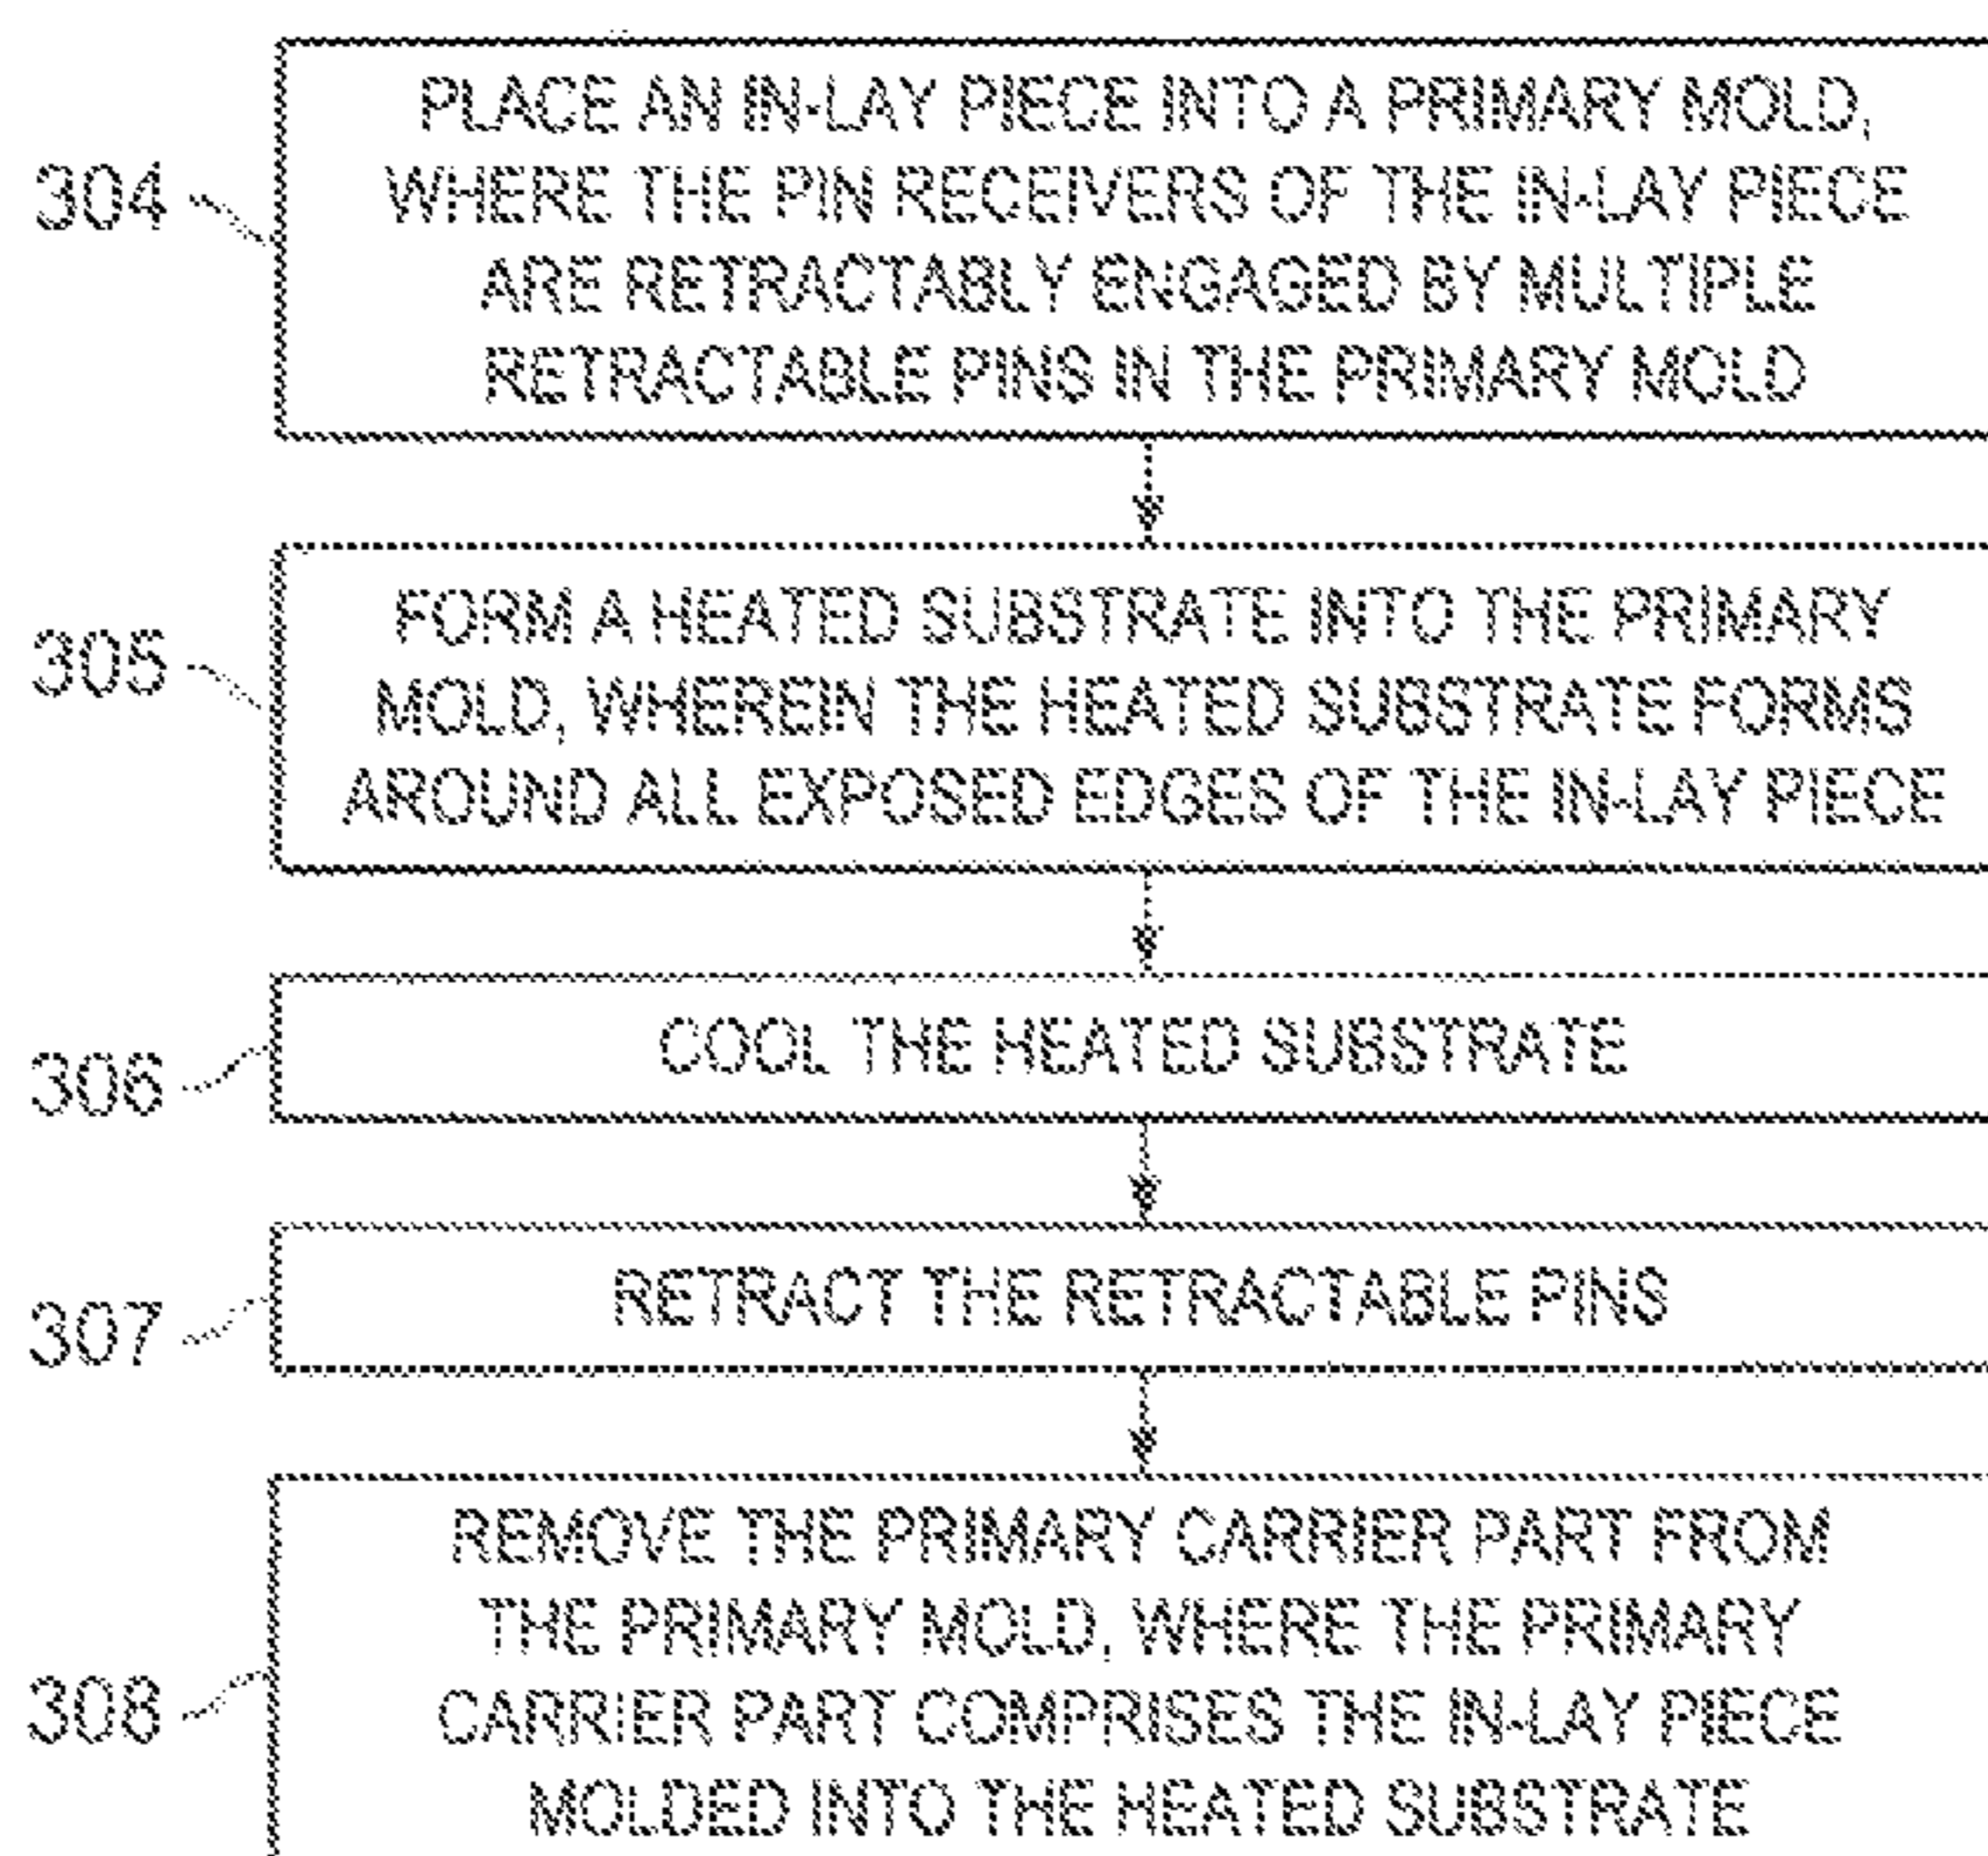 304
PLACE AN IN-LAY PIECE INTO A PRIMARY MOLD,
WHERE THE PIN RECEIVERS OF THE IN-LAY PIECE
ARE RETRACTABLY ENGAGED BY MULTIPLE
RETRACTABLE PINS IN THE PRIMARY MOLD
305
FORM A HEATED SUBSTRATE INTO THE PRIMARY
MOLD, WHEREIN THE HEATED SUBSTRATE FORMS
AROUND ALL EXPOSED EDGES OF THE IN-LAY PIECE
306
COOL THE HEATED SUBSTRATE
307
RETRACT THE RETRACTABLE PINS
308
REMOVE THE PRIMARY CARRIER PART FROM
THE PRIMARY MOLD, WHERE THE PRIMARY
CARRIER PART COMPRISES THE IN-LAY PIECE
MOLDED INTO THE HEATED SUBSTRATE